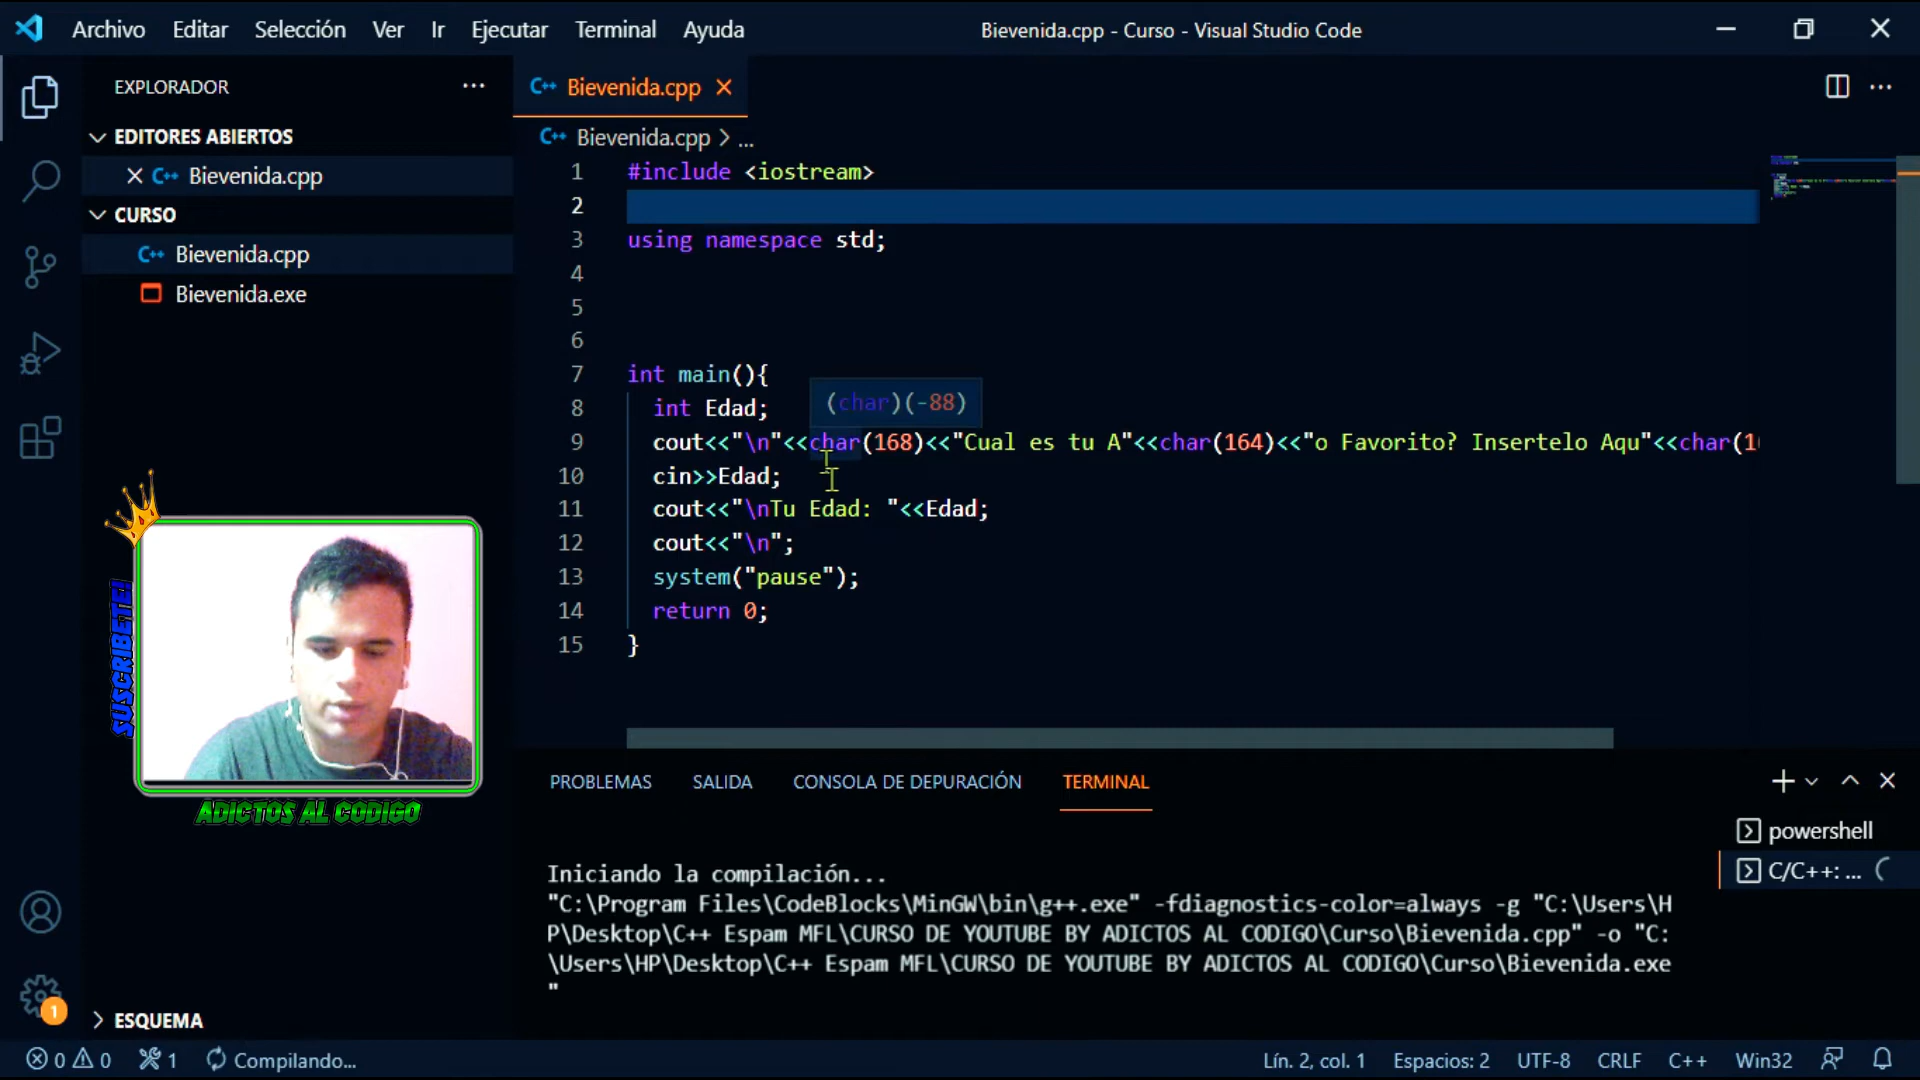 Archivo Editar Selección Ver Ir Ejecutar Terminal Ayuda Bievenida.cpp - Curso - Visual Studio Code
EXPLORADOR
EDITORES ABIERTOS
C++ Bievenida.cpp
CURSO
C++ Bievenida.cpp
Bievenida.exe
SUSCRIBETE!
ADICTOS AL CODIGO
1
ESQUEMA
C++ Bievenida.cpp
C++ Bievenida.cpp > ...
1 #include <iostream>
2
3 using namespace std;
4
5
6
7 int main(){
(char)(-88)
8 int Edad;
9 cout<<"\n"<<char(168)<<"Cual es tu A"<<char(164)<<"o Favorito? Insertelo Aqu"<<char(1
10 cin>>Edad;
11 cout<<"\nTu Edad: "<<Edad;
12 cout<<"\n";
13 system("pause");
14 return 0;
15 }
PROBLEMAS SALIDA CONSOLA DE DEPURACIÓN TERMINAL
powershell
C/C++: ...
Iniciando la compilación...
"C:\Program Files\CodeBlocks\MinGW\bin\g++.exe" -fdiagnostics-color=always -g "C:\Users\H
P\Desktop\C++ Espam MFL\CURSO DE YOUTUBE BY ADICTOS AL CODIGO\Curso\Bievenida.cpp" -o "C:
\Users\HP\Desktop\C++ Espam MFL\CURSO DE YOUTUBE BY ADICTOS AL CODIGO\Curso\Bievenida.exe
"
0 0 1 Compilando... Lín. 2, col. 1 Espacios: 2 UTF-8 CRLF C++ Win32